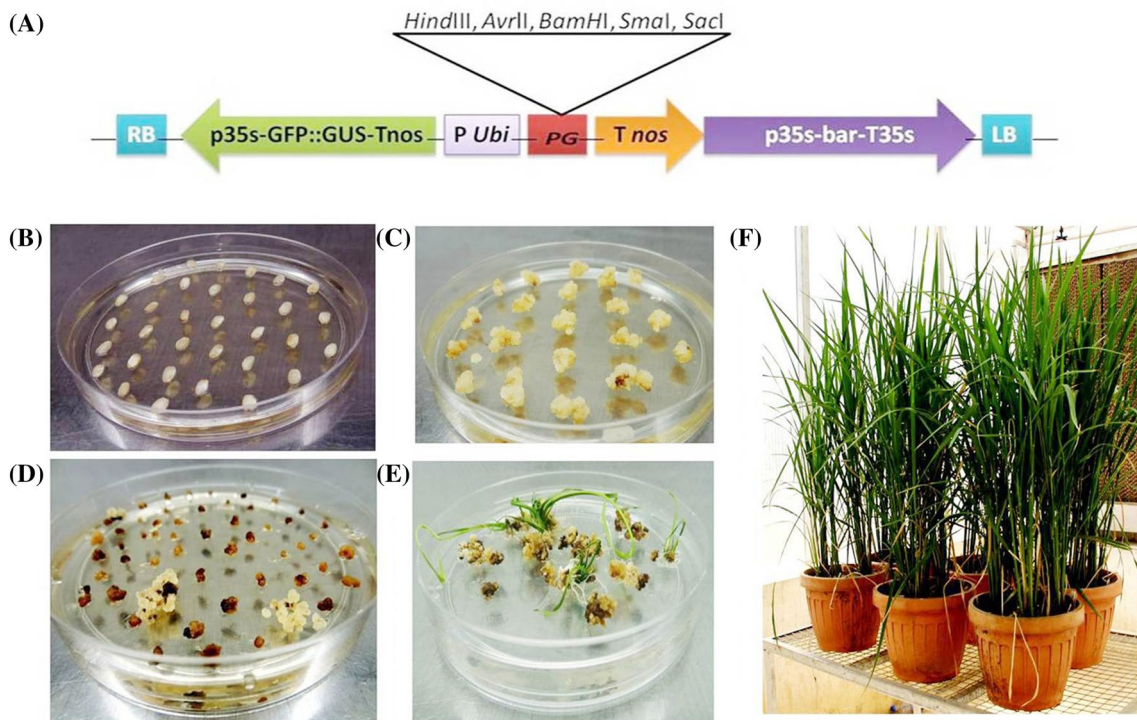 (A)
HindIII, AvrII, BamHI, SmaI, SacI
RB p35s-GFP::GUS-Tnos P Ubi PG T nos p35s-bar-T35s LB
(B)
(C)
(F)
(D)
(E)